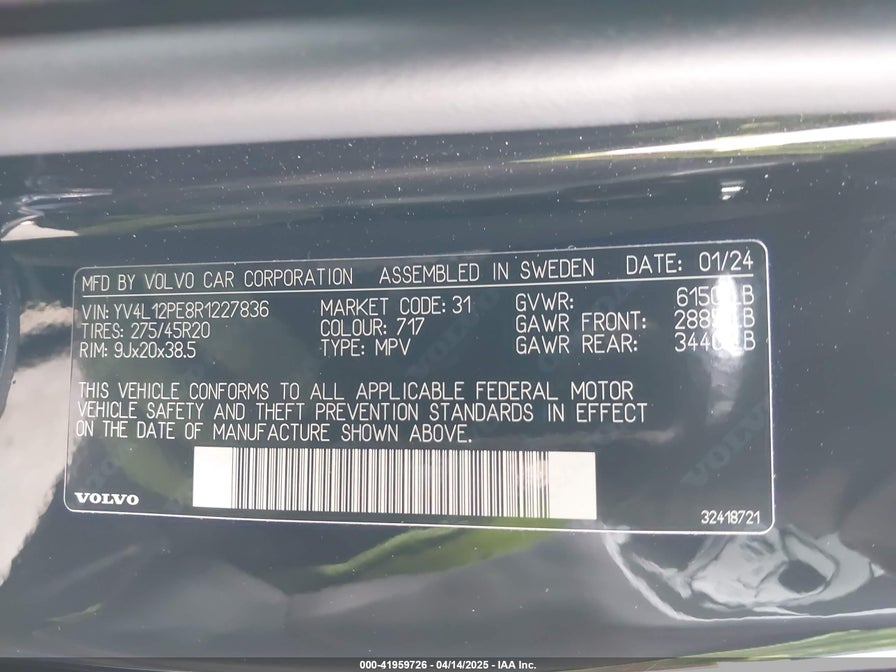 MFD BY VOLVO CAR CORPORATION ASSEMBLED IN SWEDEN DATE: 01/24
VIN: YV4L12PE8R1227836 MARKET CODE: 31 GVWR:
TIRES: 275/45R20 COLOUR: 717 GAWR FRONT:
RIM: 9Jx20x38.5 TYPE: MPV GAWR REAR:
THIS VEHICLE CONFORMS TO ALL APPLICABLE FEDERAL MOTOR
VEHICLE SAFETY AND THEFT PREVENTION STANDARDS IN EFFECT
ON THE DATE OF MANUFACTURE SHOWN ABOVE.
VOLVO
32418721
000-41959726 - 04/14/2025 - IAA Inc.